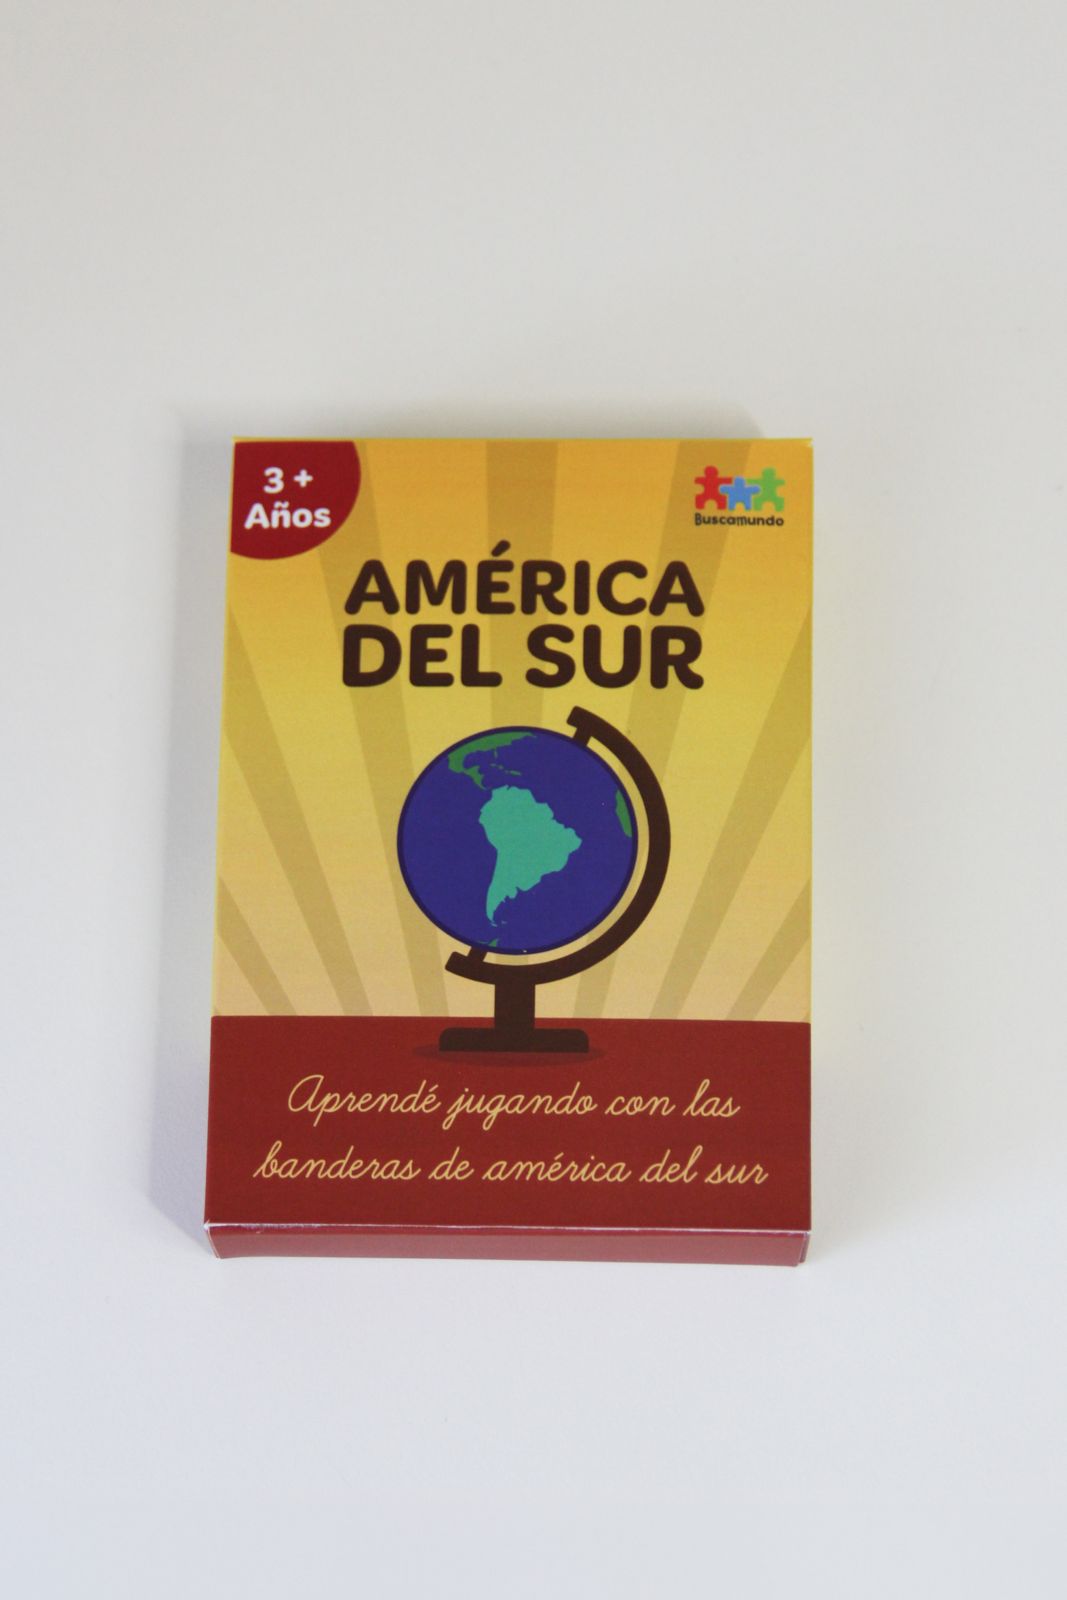 3 +
Años
Buscamundo
AMÉRICA
DEL SUR
Aprendé jugando con las
banderas de américa del sur